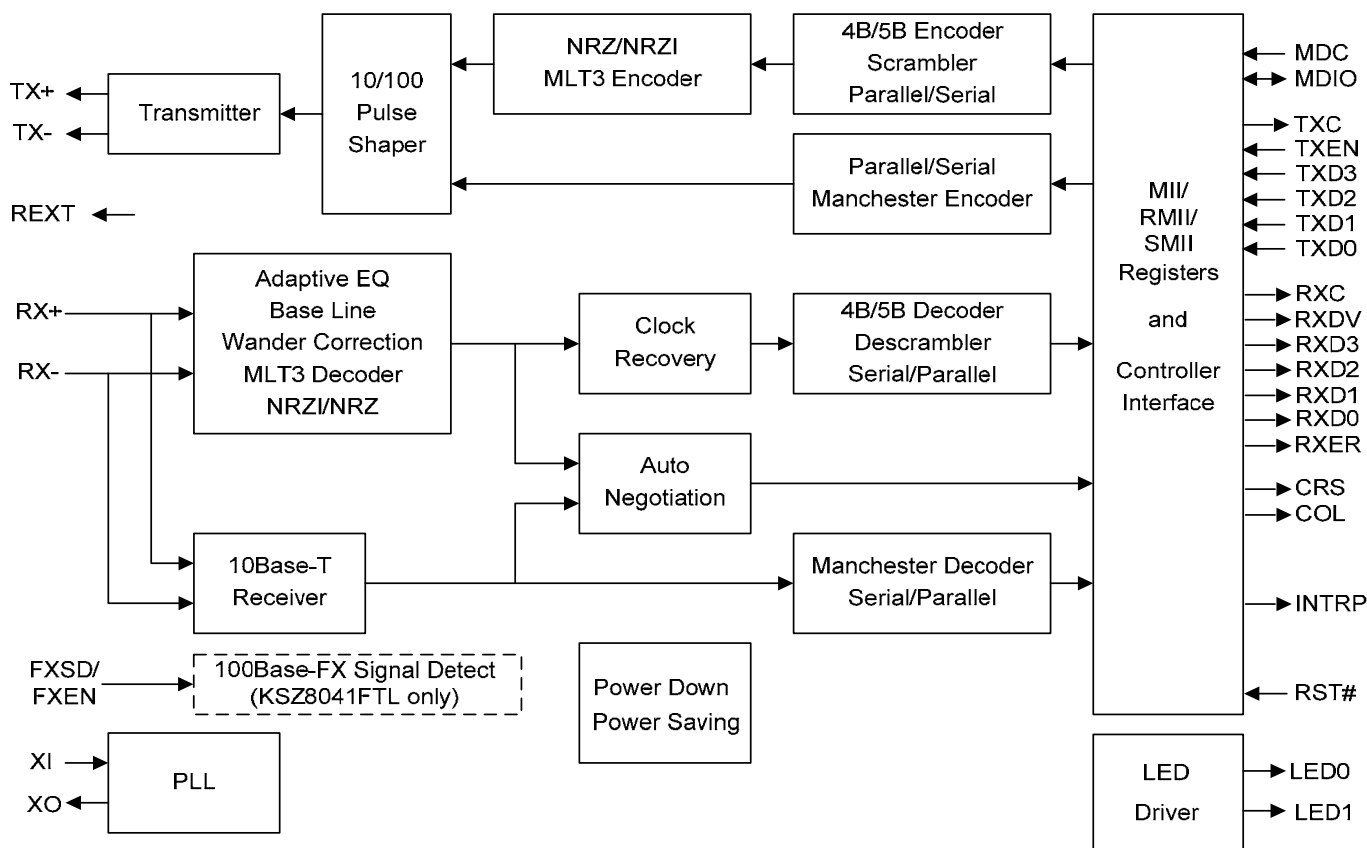 NRZ/NRZI
MLT3 Encoder
4B/5B Encoder
Scrambler
Parallel/Serial
MDC
MDIO
TX+
TX-
Transmitter
10/100
Pulse
Shaper
TXC
TXEN
TXD3
TXD2
TXD1
TXD0
Parallel/Serial
Manchester Encoder
REXT
MII/
RMII/
SMII
Registers
and
Controller
Interface
RX+
RX-
Adaptive EQ
Base Line
Wander Correction
MLT3 Decoder
NRZI/NRZ
Clock
Recovery
4B/5B Decoder
Descrambler
Serial/Parallel
RXC
RXDV
RXD3
RXD2
RXD1
RXD0
RXER
Auto
Negotiation
CRS
COL
10Base-T
Receiver
Manchester Decoder
Serial/Parallel
INTRP
FXSD/
FXEN
100Base-FX Signal Detect
(KSZ8041FTL only)
Power Down
Power Saving
RST#
XI
XO
PLL
LED
Driver
LED0
LED1